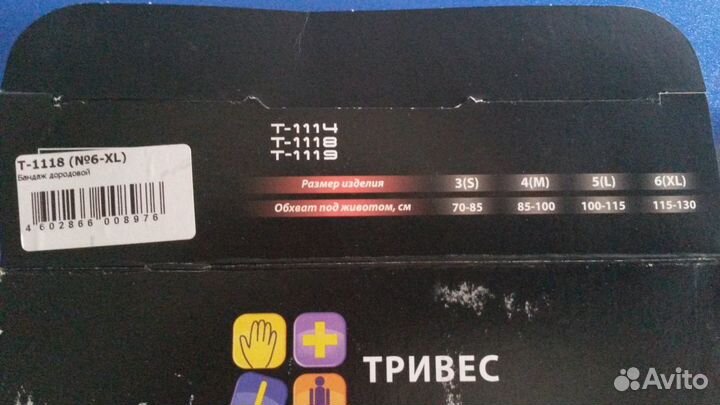 Т-1114
Т-1118
Т-1119
Т-1118 (№6-XL)
Бандаж дородовой
4 602866 008976
Размер изделия 3(S) 4(M) 5(L) 6(XL)
Обхват под животом, см 70-85 85-100 100-115 115-130
ТРИВЕС
Avito